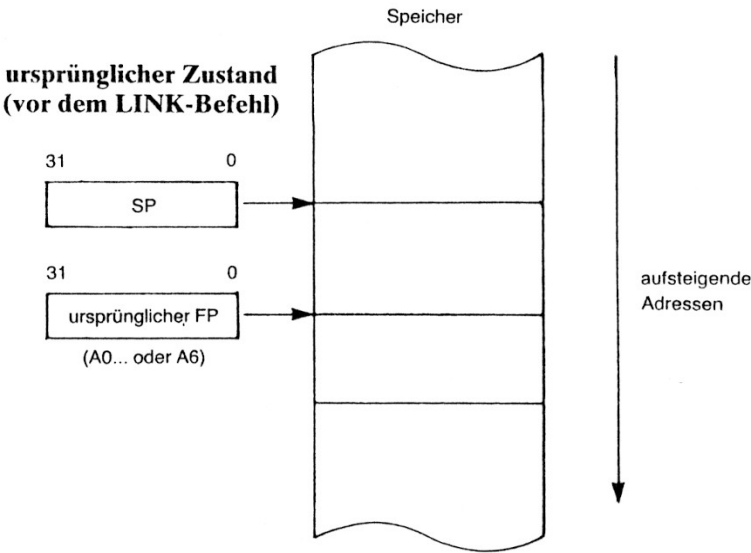 Speicher
ursprünglicher Zustand
(vor dem LINK-Befehl)
31 0
SP
31 0
ursprünglicher FP
(A0... oder A6)
aufsteigende
Adressen